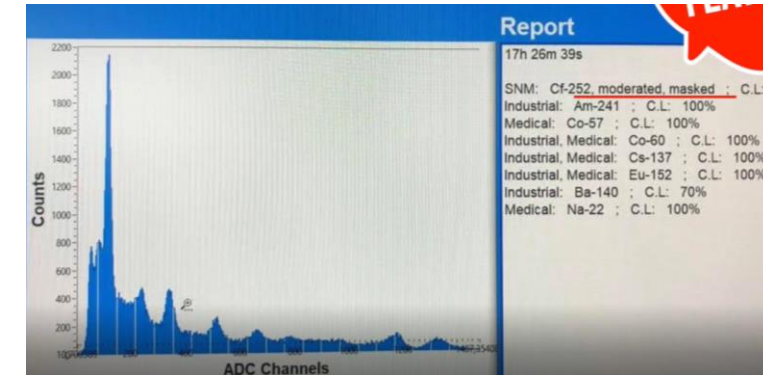 Report
17h 26m 39s
SNM: Cf-252, moderated, masked ; C.L:
Industrial: Am-241 ; C.L: 100%
Medical: Co-57 ; C.L: 100%
Industrial, Medical: Co-60 ; C.L: 100%
Industrial, Medical: Cs-137 ; C.L: 100%
Industrial, Medical: Eu-152 ; C.L: 100%
Industrial: Ba-140 ; C.L: 70%
Medical: Na-22 ; C.L: 100%
Counts
2200
2000
1800
1600
1400
1200
1000
800
600
400
200
ADC Channels